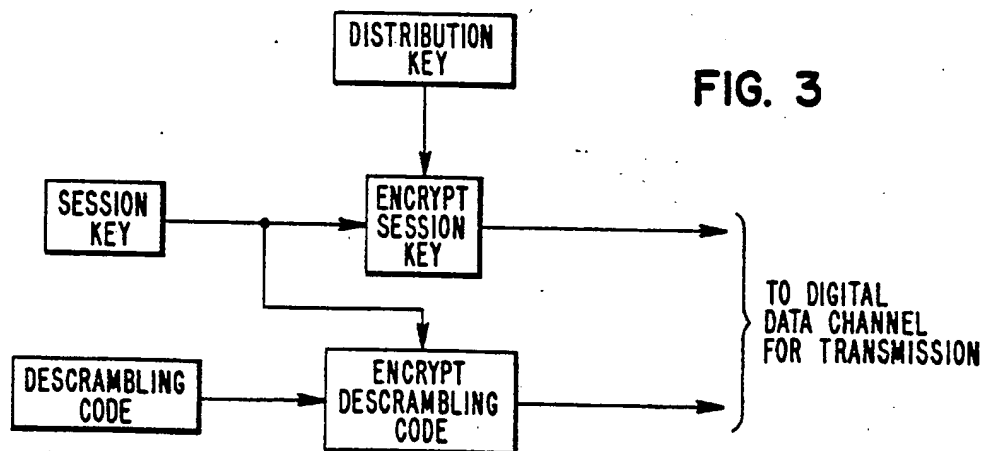 DISTRIBUTION
KEY
FIG. 3
SESSION
KEY
ENCRYPT
SESSION
KEY
TO DIGITAL
DATA CHANNEL
FOR TRANSMISSION
DESCRAMBLING
CODE
ENCRYPT
DESCRAMBLING
CODE